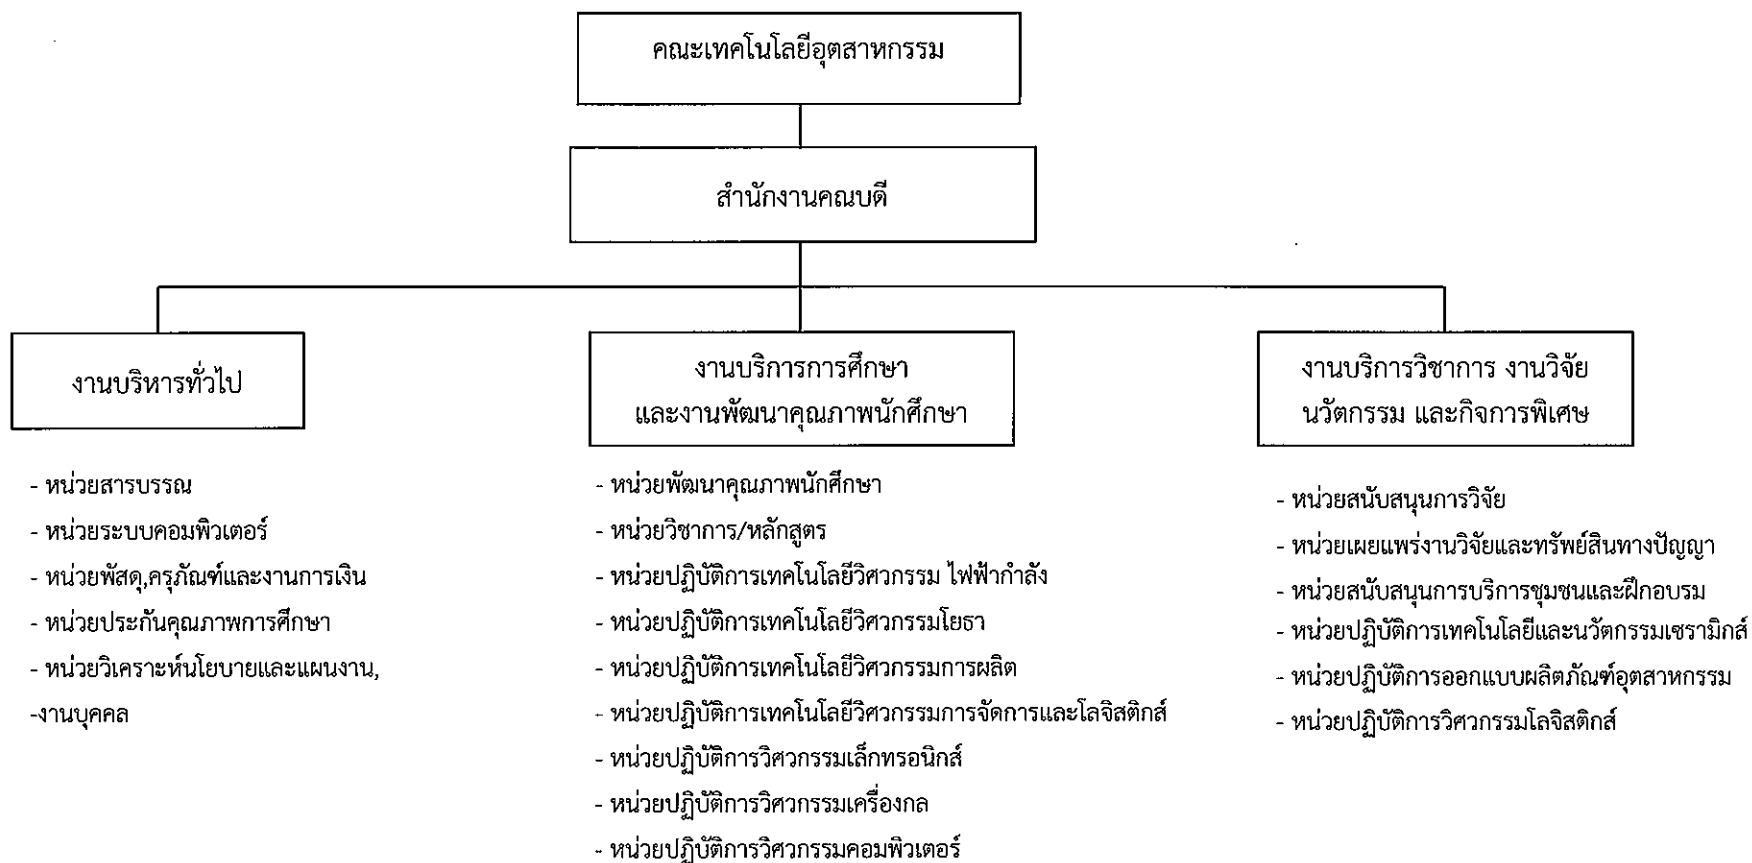 คณะเทคโนโลยีอุตสาหกรรม
สำนักงานคณบดี
งานบริหารทั่วไป
- หน่วยสารบรรณ
- หน่วยระบบคอมพิวเตอร์
- หน่วยพัสดุ,ครุภัณฑ์และงานการเงิน
- หน่วยประกันคุณภาพการศึกษา
- หน่วยวิเคราะห์นโยบายและแผนงาน,
-งานบุคคล
งานบริการการศึกษา
และงานพัฒนาคุณภาพนักศึกษา
- หน่วยพัฒนาคุณภาพนักศึกษา
- หน่วยวิชาการ/หลักสูตร
- หน่วยปฏิบัติการเทคโนโลยีวิศวกรรม ไฟฟ้ากำลัง
- หน่วยปฏิบัติการเทคโนโลยีวิศวกรรมโยธา
- หน่วยปฏิบัติการเทคโนโลยีวิศวกรรมการผลิต
- หน่วยปฏิบัติการเทคโนโลยีวิศวกรรมการจัดการและโลจิสติกส์
- หน่วยปฏิบัติการวิศวกรรมเล็กทรอนิกส์
- หน่วยปฏิบัติการวิศวกรรมเครื่องกล
- หน่วยปฏิบัติการวิศวกรรมคอมพิวเตอร์
งานบริการวิชาการ งานวิจัย
นวัตกรรม และกิจการพิเศษ
- หน่วยสนับสนุนการวิจัย
- หน่วยเผยแพร่งานวิจัยและทรัพย์สินทางปัญญา
- หน่วยสนับสนุนการบริการชุมชนและฝึกอบรม
- หน่วยปฏิบัติการเทคโนโลยีและนวัตกรรมเซรามิกส์
- หน่วยปฏิบัติการออกแบบผลิตภัณฑ์อุตสาหกรรม
- หน่วยปฏิบัติการวิศวกรรมโลจิสติกส์